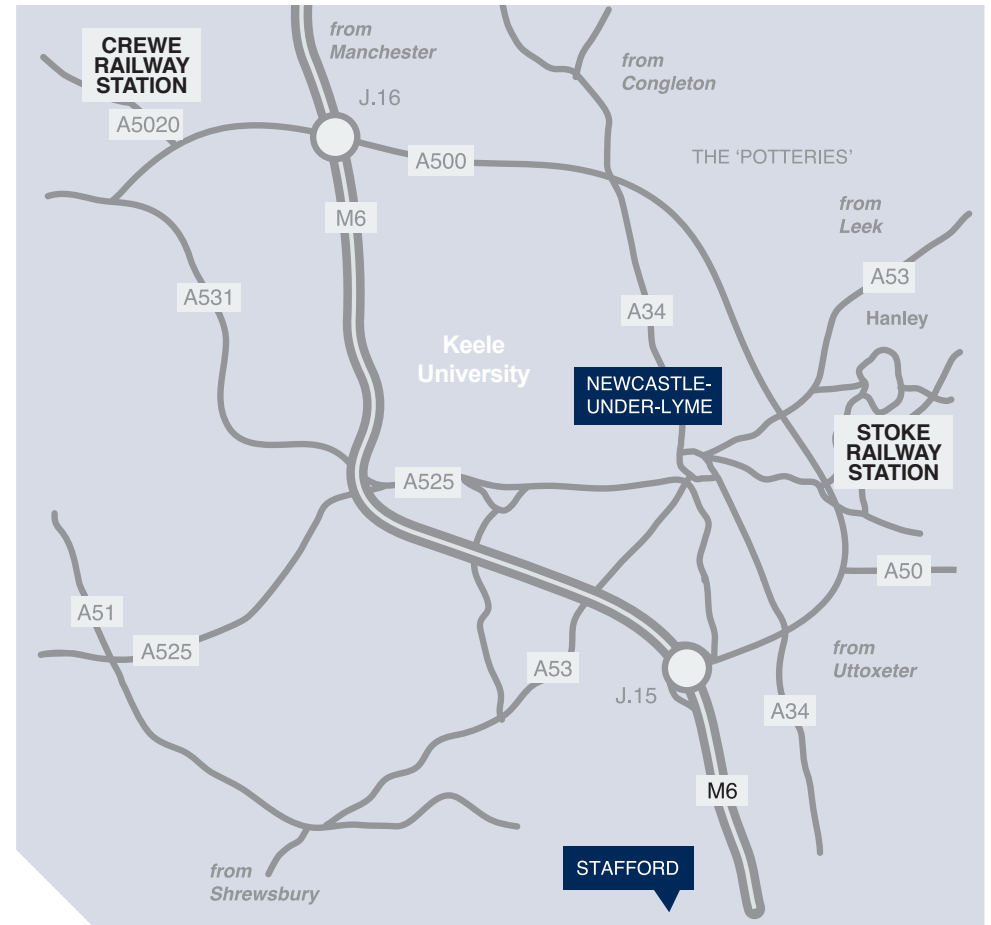 from
Manchester
CREWE
RAILWAY
STATION
from
Congleton
J.16
A5020
A500
THE 'POTTERIES'
from
Leek
M6
A53
A531
A34
Hanley
Keele
University
NEWCASTLE-
UNDER-LYME
STOKE
RAILWAY
STATION
A525
A50
A51
A525
from
Uttoxeter
A53
J.15
A34
M6
STAFFORD
from
Shrewsbury